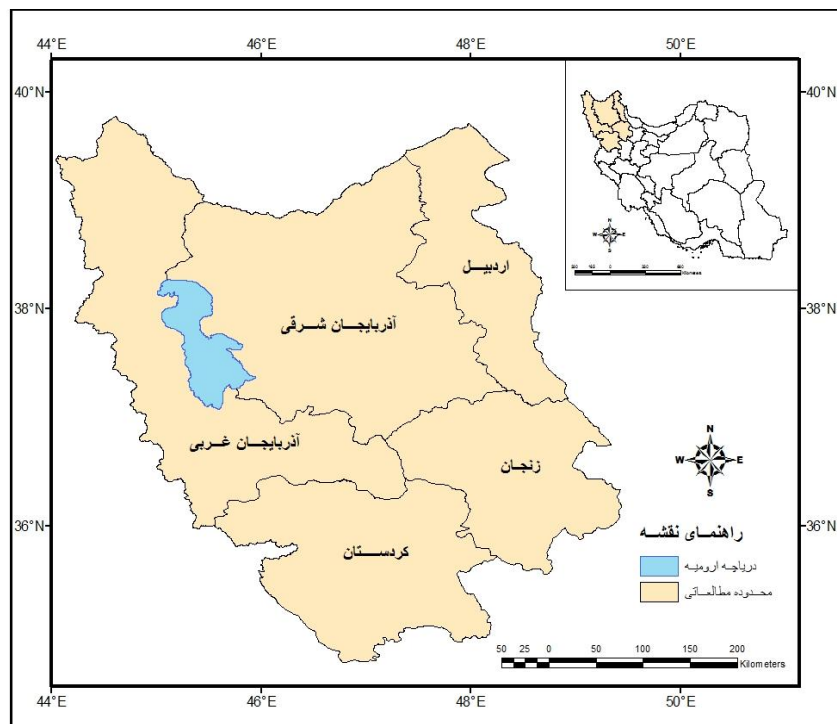 44°E 46°E 48°E 50°E
40°N 40°N
اردبیل
N
W E
S
Kilometers
38°N 38°N
آذربایجان شرقی
آذربایجان غربی
زنجان
N
W E
S
36°N 36°N
کردستان
راهنمای نقشه
دریاچه ارومیه
محدوده مطالعاتی
50 25 0 50 100 150 200
Kilometers
44°E 46°E 48°E 50°E